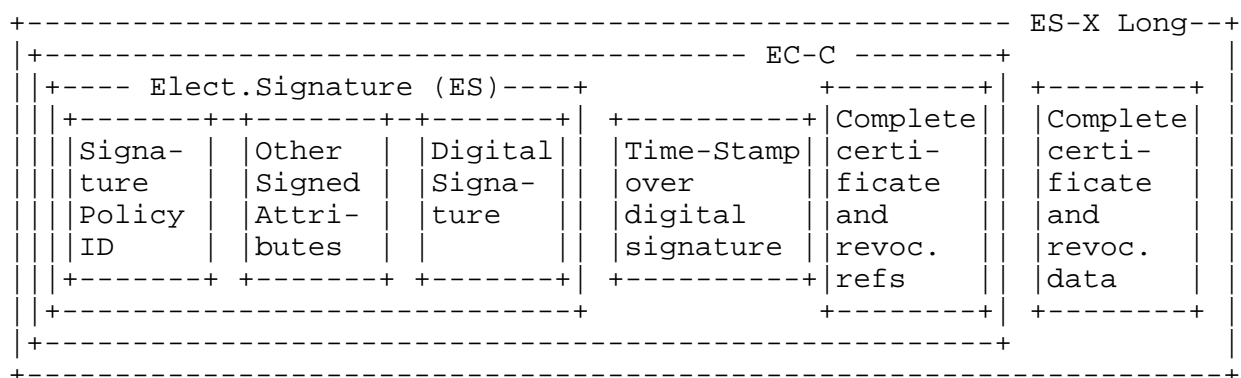 +---------------------------------------------------------- ES-X Long--+
|+----------------------------------------- EC-C --------+             |
||+---- Elect.Signature (ES)----+              +--------+| +--------+ |
|||+-------+-+-------+-+-------+| +----------+|Complete|| |Complete| |
||||Signa- | |Other  | |Digital|| |Time-Stamp||certi-  || |certi-  | |
||||ture   | |Signed | |Signa- || |over      ||ficate  || |ficate  | |
||||Policy | |Attri- | |ture   || |digital   ||and     || |and     | |
||||ID     | |butes  | |       || |signature ||revoc.  || |revoc.  | |
|||+-------+ +-------+ +-------+| +----------+|refs    || |data    | |
||+------------------------------+             +--------+| +--------+ |
|+--------------------------------------------------------+             |
+----------------------------------------------------------------------+